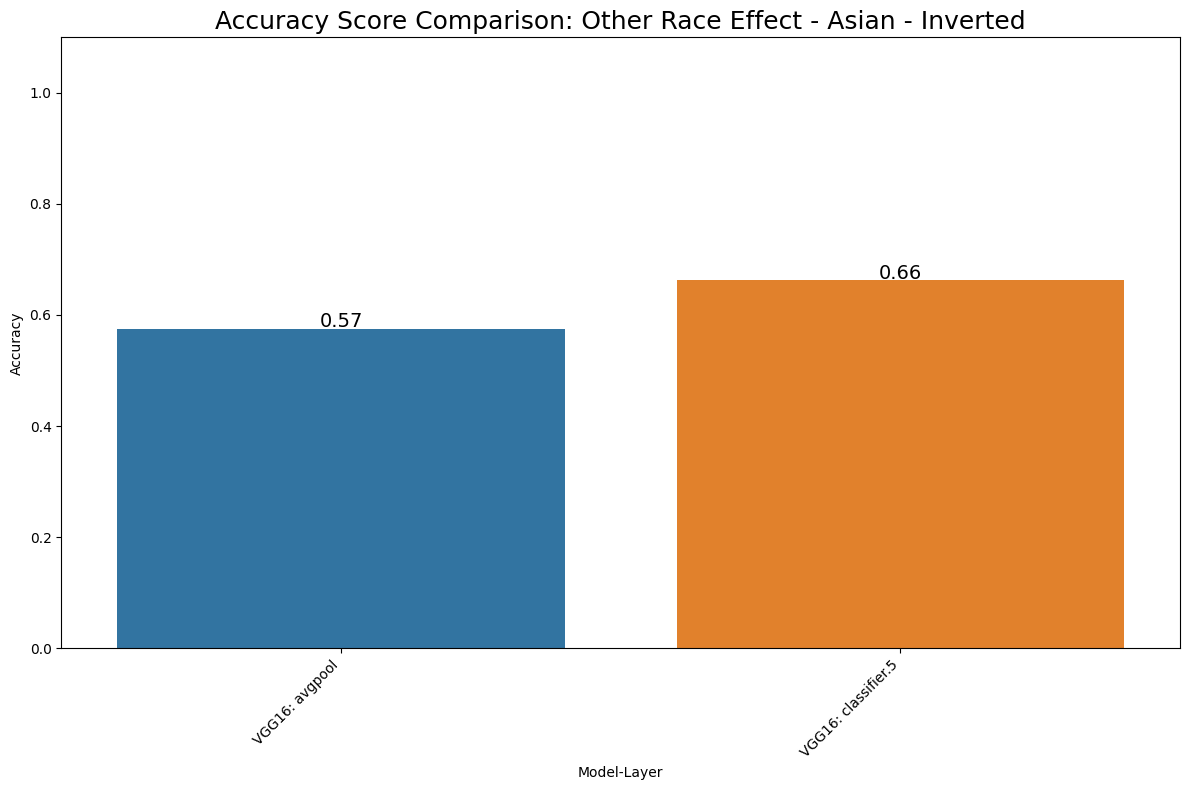 Accuracy Score Comparison: Other Race Effect - Asian - Inverted
1.0
0.8
0.6
0.4
0.2
0.0
Accuracy
0.57
0.66
VGG16: avgpool
VGG16: classifier.5
Model-Layer